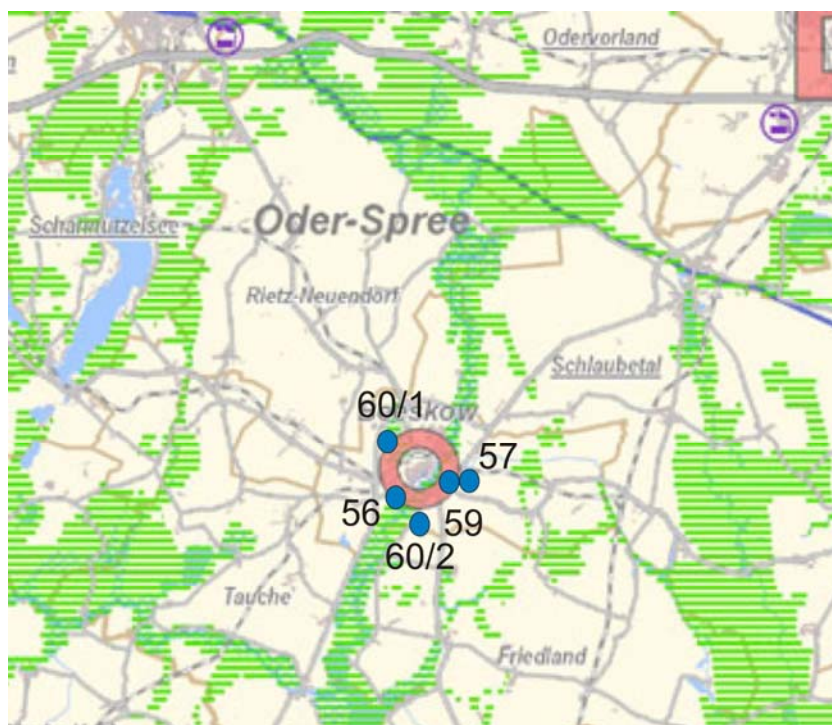 Odervorland
Scharmützelsee
Oder-Spree
Rietz-Neuendorf
Schlaubetal
60/1
57
56
59
60/2
Tauche
Friedland